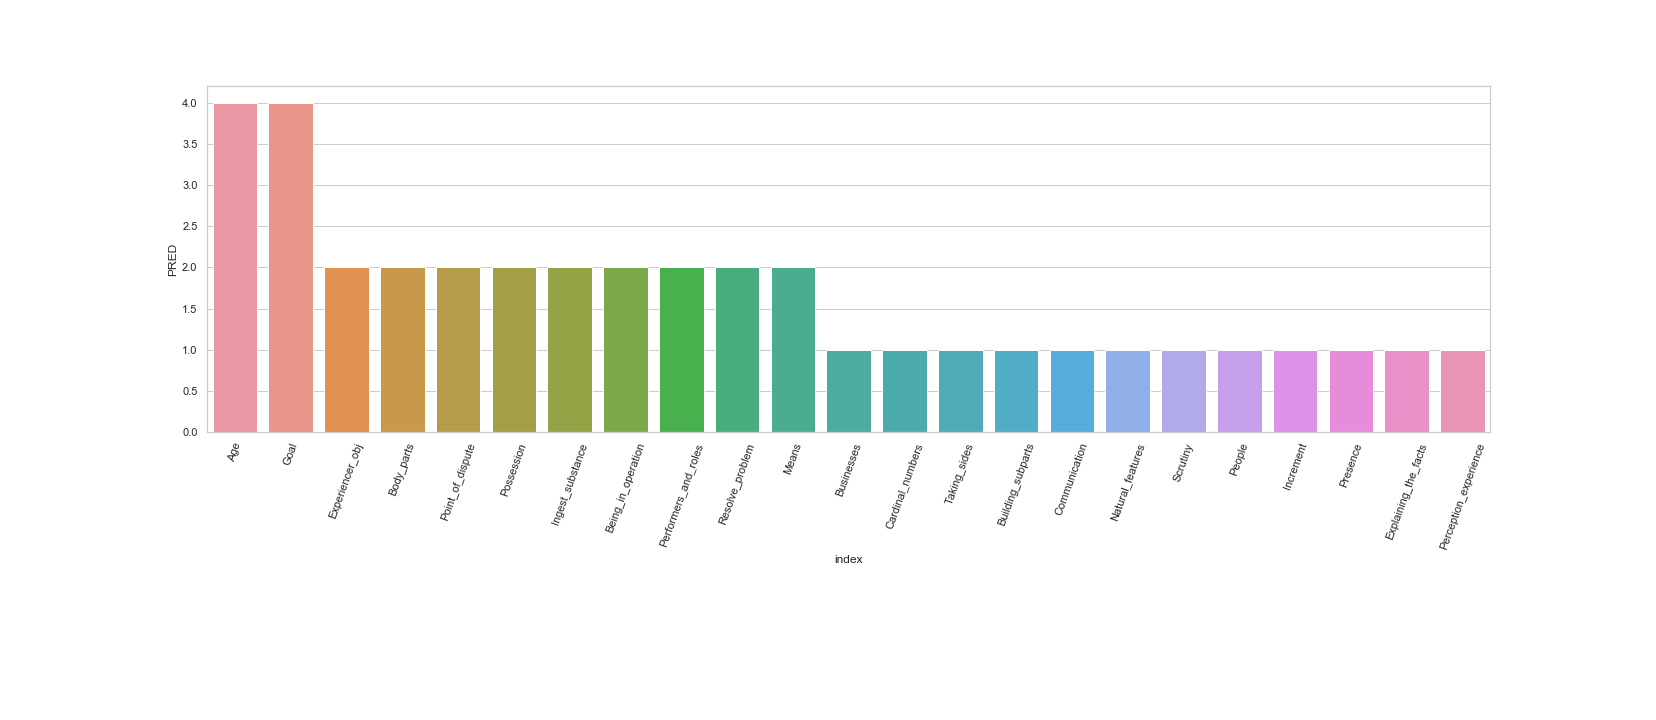 4.0
3.5
3.0
2.5
2.0
1.5
1.0
0.5
0.0
PRED
Age
Goal
Experiencer_obj
Body_parts
Point_of_dispute
Possession
Ingest_substance
Being_in_operation
Performers_and_roles
Resolve_problem
Means
Businesses
Cardinal_numbers
Taking_sides
Building_subparts
Communication
Natural_features
Scrutiny
People
Increment
Presence
Explaining_the_facts
Perception_experience
index